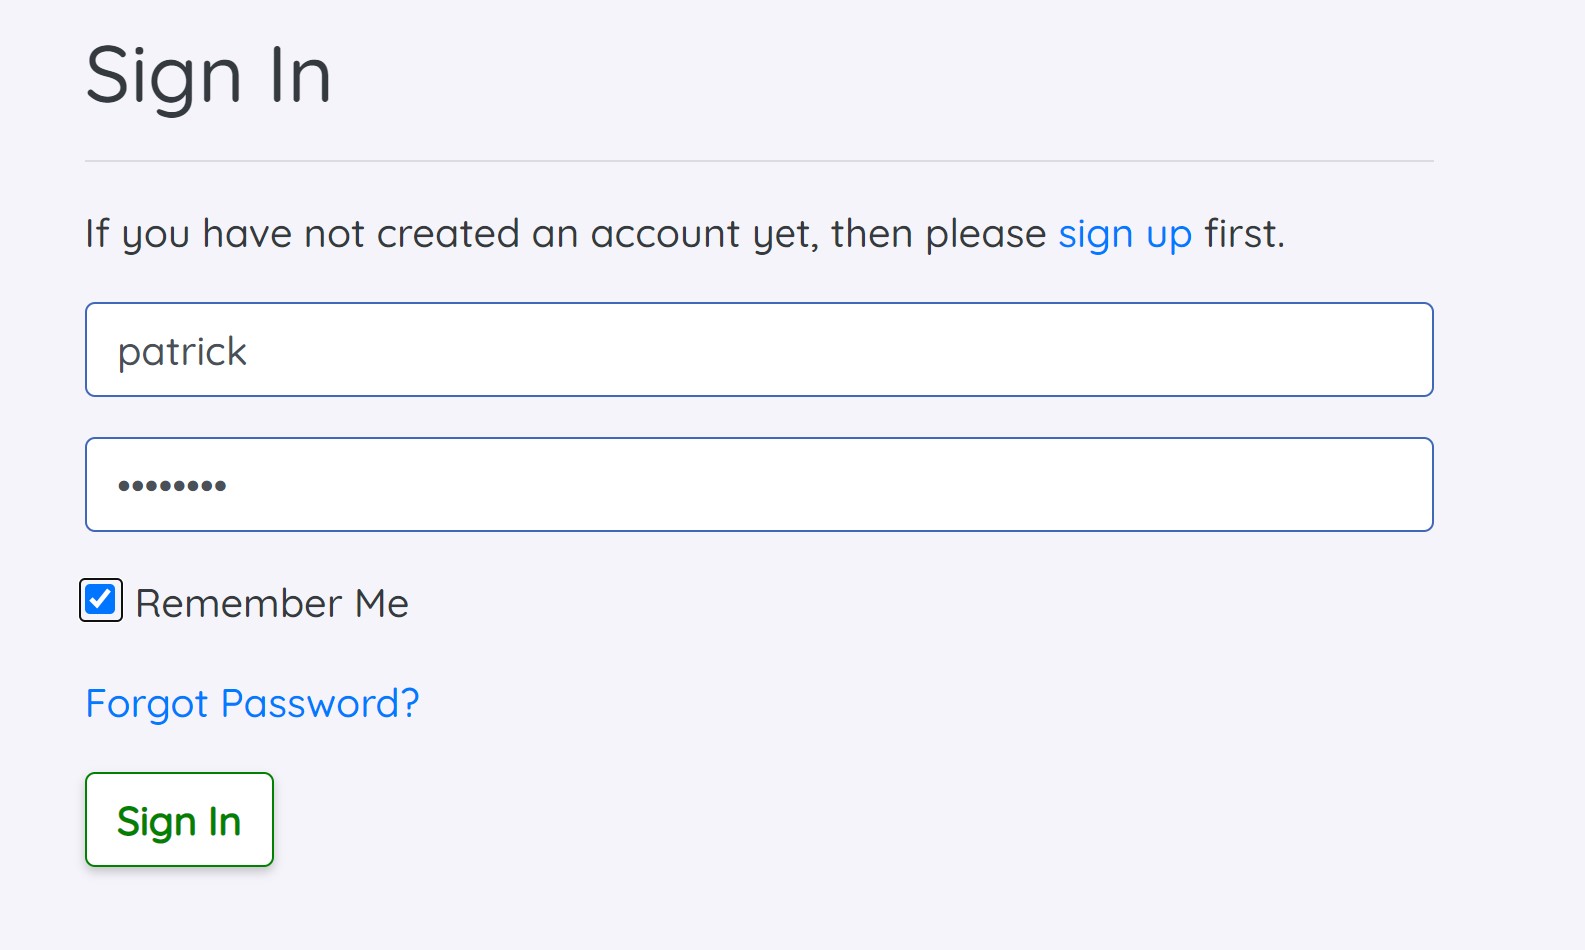 Sign In
If you have not created an account yet, then please sign up first.
patrick
••••••••
Remember Me
Forgot Password?
Sign In